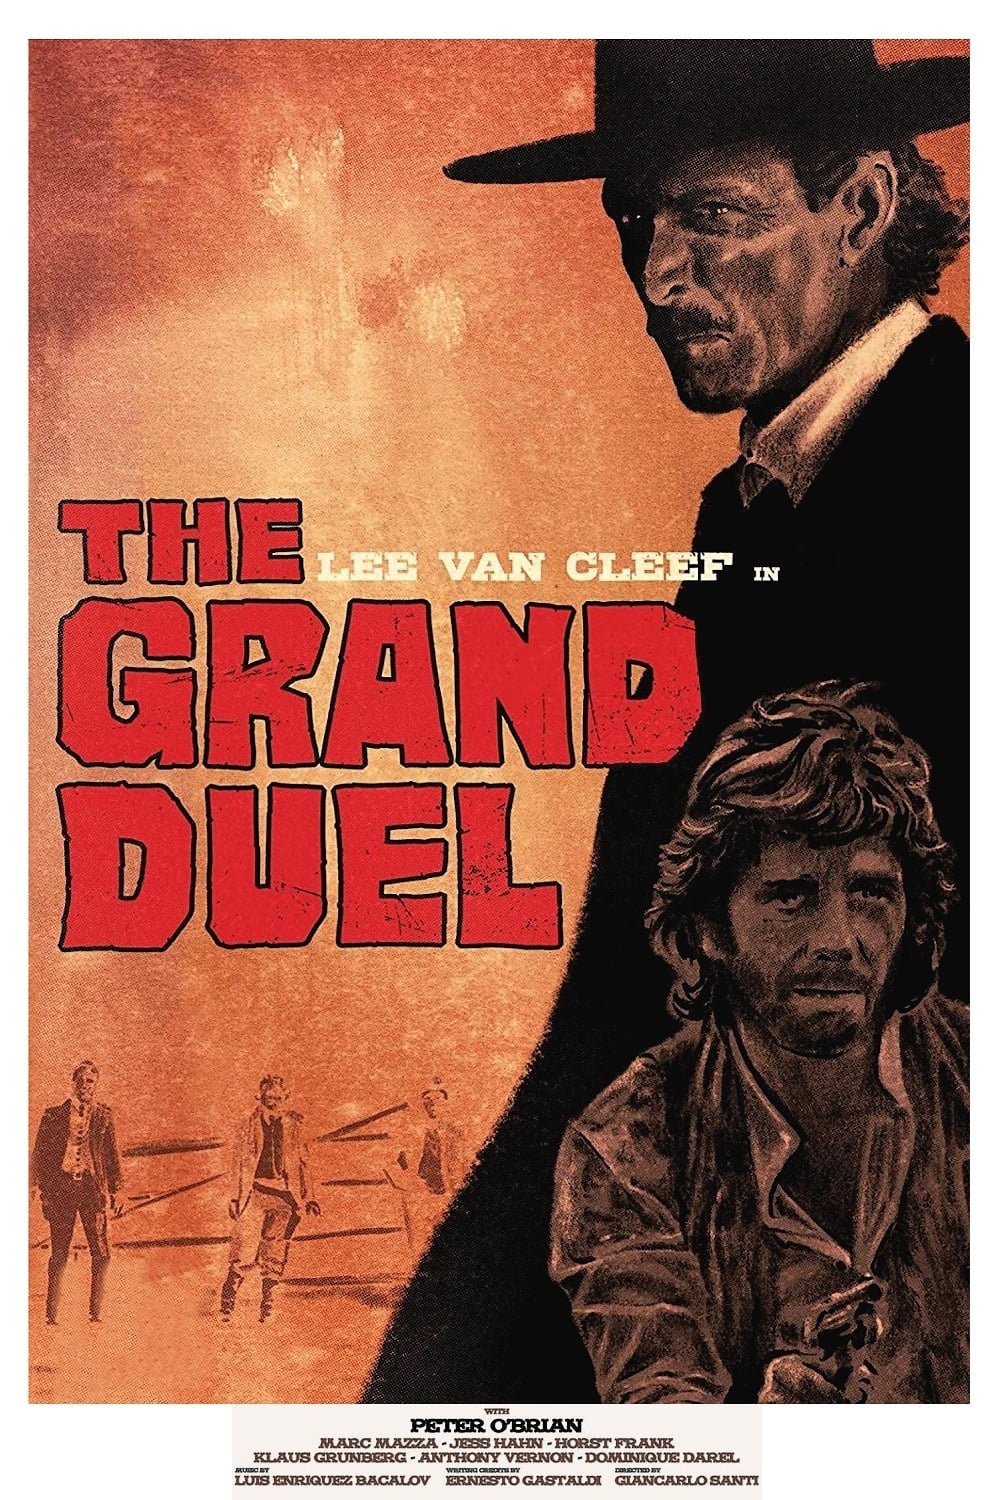 THE
LEE VAN CLEEF IN
GRAND
DUEL
WITH
PETER O'BRIAN
MARC MAZZA - JESS HAHN - HORST FRANK
KLAUS GRUNBERG - ANTHONY VERNON - DOMINIQUE DAREL
MUSIC BY WRITING CREDITS BY DIRECTED BY
LUIS ENRIQUEZ BACALOV ERNESTO GASTALDI GIANCARLO SANTI